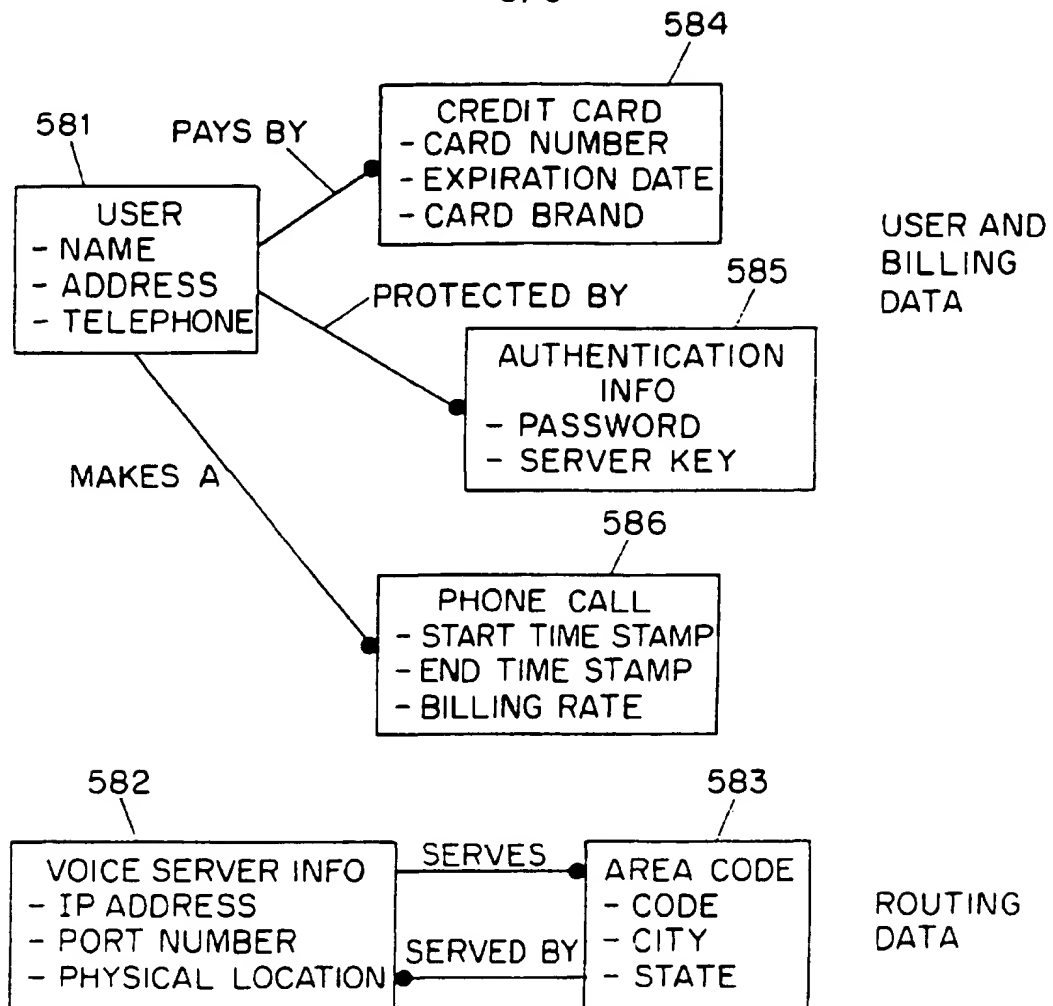 584
CREDIT CARD
- CARD NUMBER
- EXPIRATION DATE
- CARD BRAND
581
PAYS BY
USER
- NAME
- ADDRESS
- TELEPHONE
USER AND
BILLING
DATA
PROTECTED BY
585
AUTHENTICATION
INFO
- PASSWORD
- SERVER KEY
MAKES A
586
PHONE CALL
- START TIME STAMP
- END TIME STAMP
- BILLING RATE
582
VOICE SERVER INFO
- IP ADDRESS
- PORT NUMBER
- PHYSICAL LOCATION
SERVES
SERVED BY
583
AREA CODE
- CODE
- CITY
- STATE
ROUTING
DATA